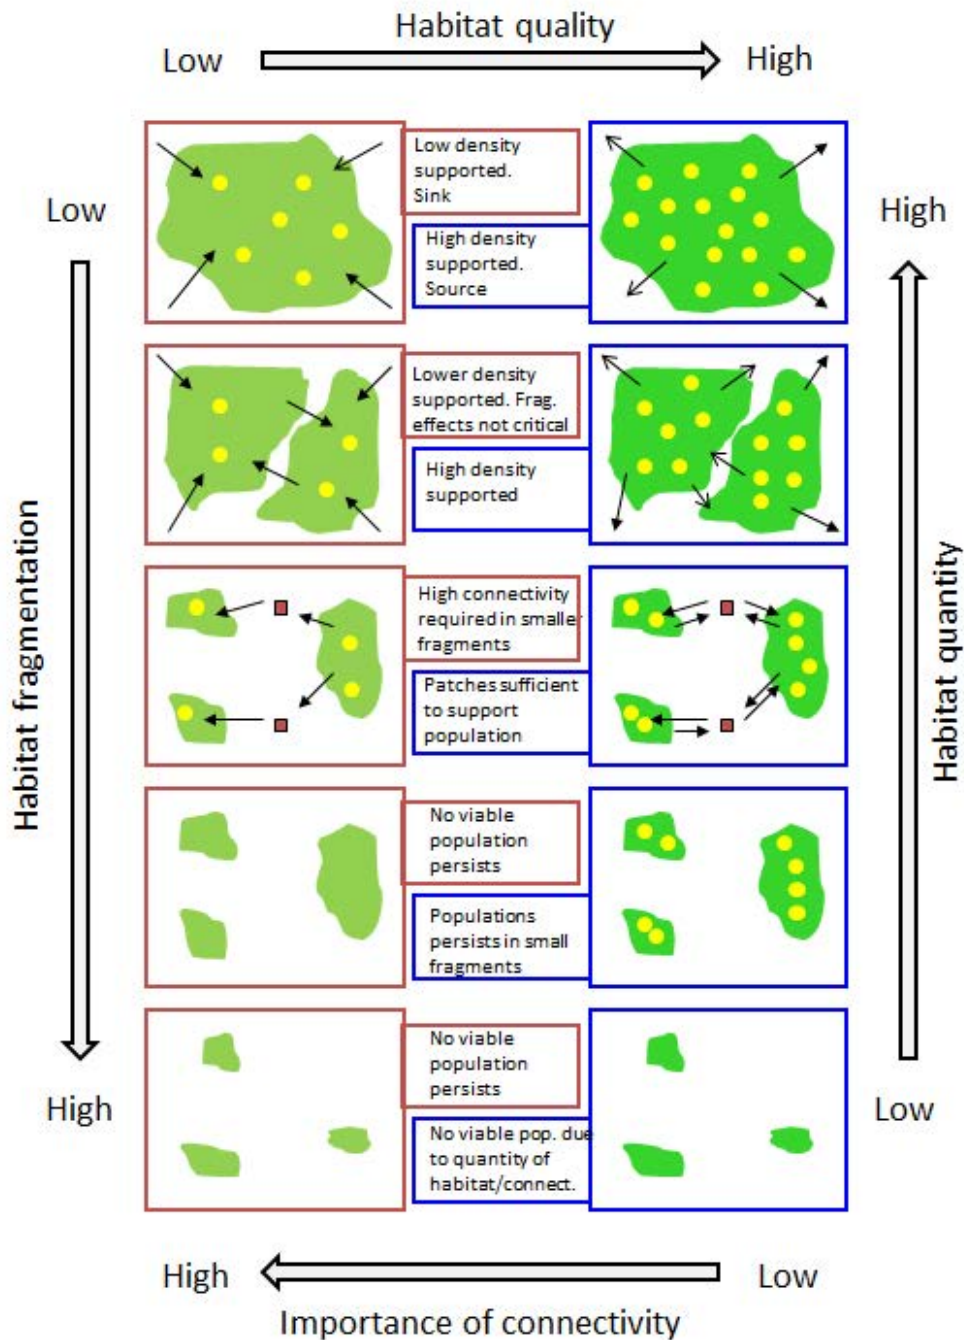 Habitat quality
Low
High
Low
High
Low density
supported.
Sink
High density
supported.
Source
Lower density
supported. Frag.
effects not critical
High density
supported
Habitat fragmentation
Habitat quantity
High connectivity
required in smaller
fragments
Patches sufficient
to support
population
No viable
population
persists
Populations
persists in small
fragments
No viable
population
persists
No viable pop. due
to quantity of
habitat/connect.
High
Low
High
Low
Importance of connectivity